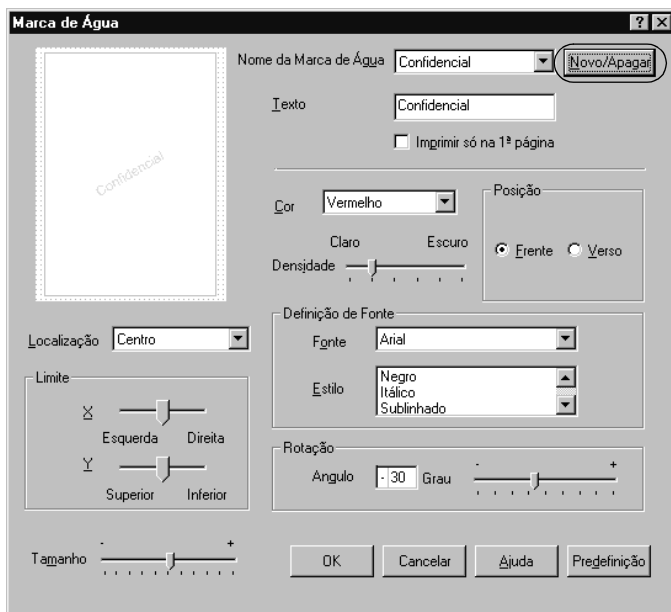 Marca de Água
Nome da Marca de Água Confidencial Novo/Apagar
Texto Confidencial
Imprimir só na 1ª página
Confidencial
Cor Vermelho
Posição
Claro Escuro
Densidade
Frente Verso
Localização Centro
Definição de Fonte
Fonte Arial
Estilo Negro
Itálico
Sublinhado
Limite
X
Esquerda Direita
Y
Superior Inferior
Rotação
Angulo - 30 Grau - +
Tamanho - +
OK Cancelar Ajuda Predefinição